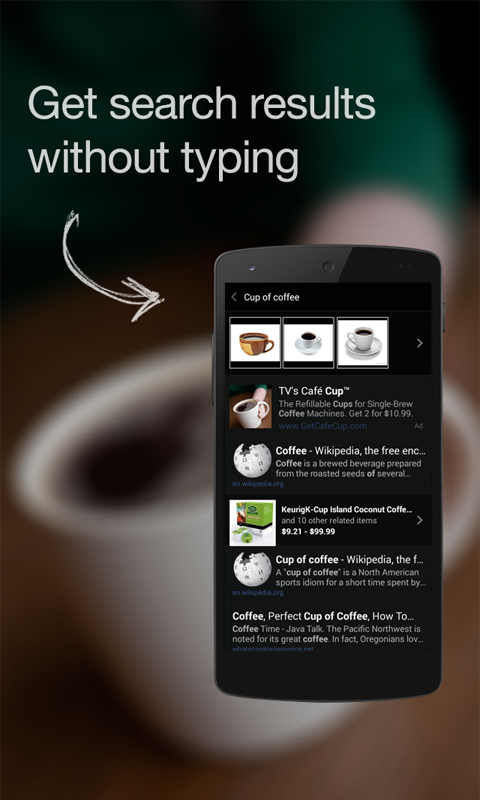 Get search results
without typing
Cup of coffee
TV's Café Cup™
The Refillable Cups for Single-Brew
Coffee Machines. Get 2 for $10.99.
www.GetCafeCup.com Ad
Coffee - Wikipedia, the free enc...
Coffee is a brewed beverage prepared
from the roasted seeds of several...
en.wikipedia.org
KeurigK-Cup Island Coconut Coffe...
and 10 other related items
$9.21 - $99.99
Cup of coffee - Wikipedia, the f...
A "cup of coffee" is a North American
sports idiom for a short time spent by...
en.wikipedia.org
Coffee, Perfect Cup of Coffee, How To...
Coffee Time - Java Talk. The Pacific Northwest is
noted for its great coffee. In fact, Oregonians lov...
whatscookingamerica.net